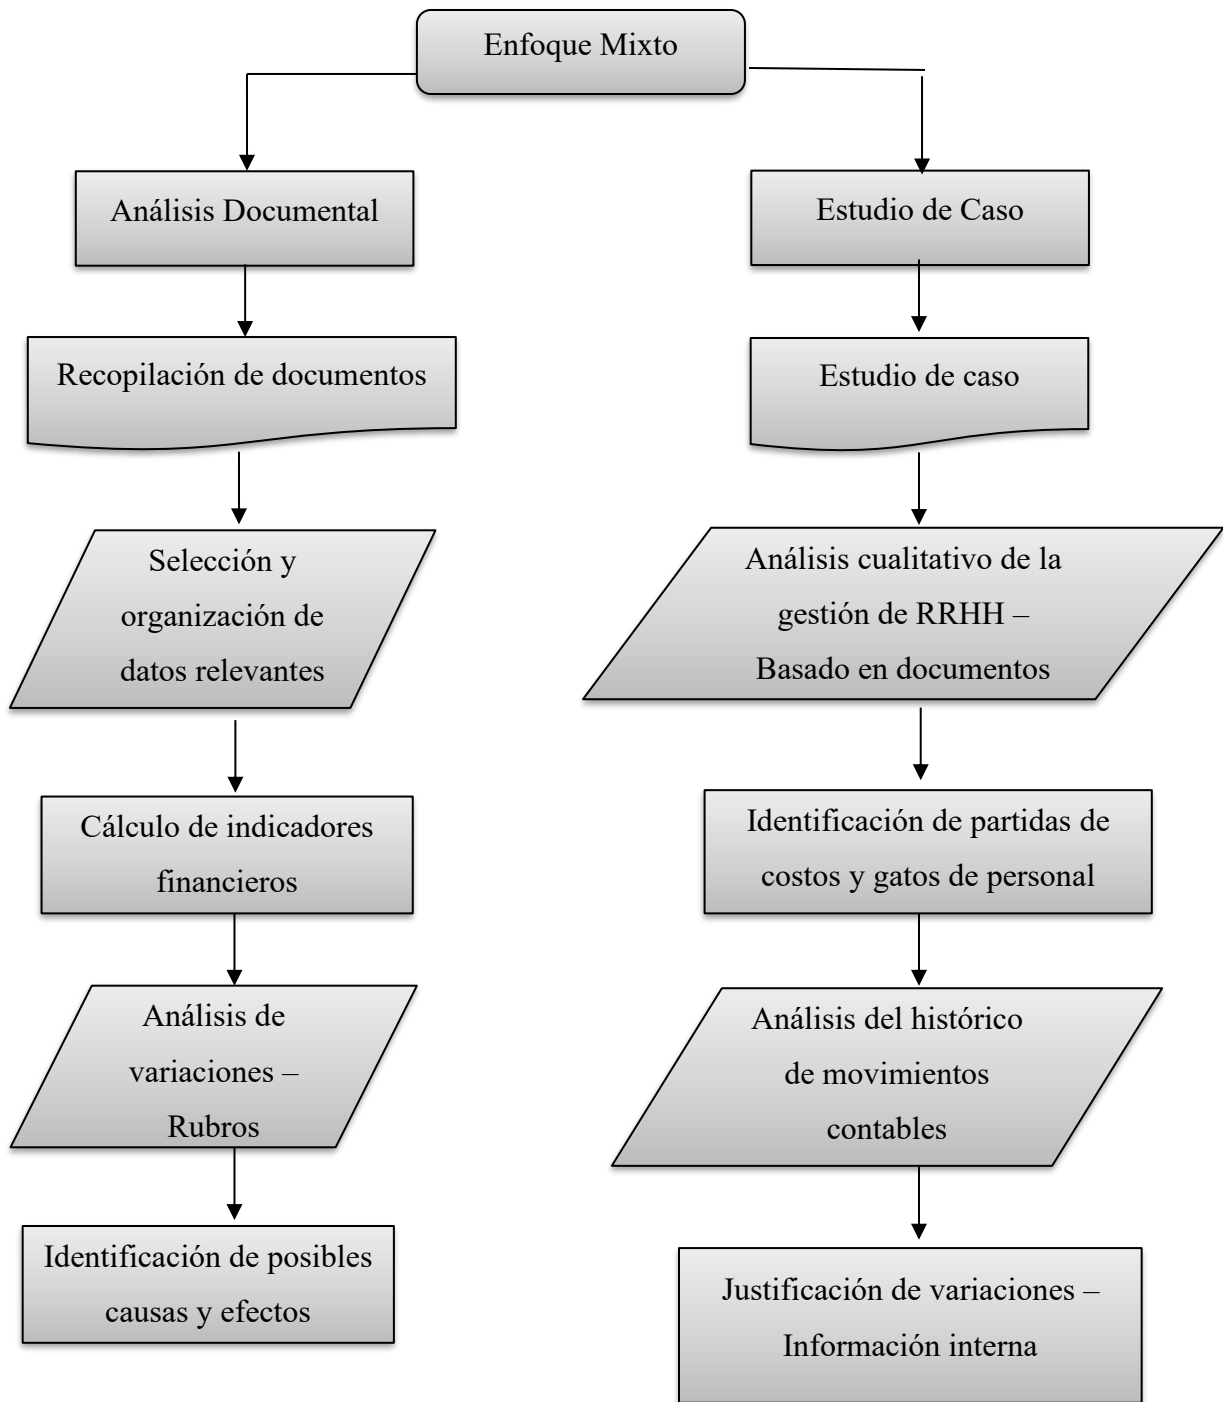 Enfoque Mixto
Análisis Documental
Recopilación de documentos
Selección y
organización de
datos relevantes
Cálculo de indicadores
financieros
Análisis de
variaciones –
Rubros
Identificación de posibles
causas y efectos
Estudio de Caso
Estudio de caso
Análisis cualitativo de la
gestión de RRHH –
Basado en documentos
Identificación de partidas de
costos y gatos de personal
Análisis del histórico
de movimientos
contables
Justificación de variaciones –
Información interna